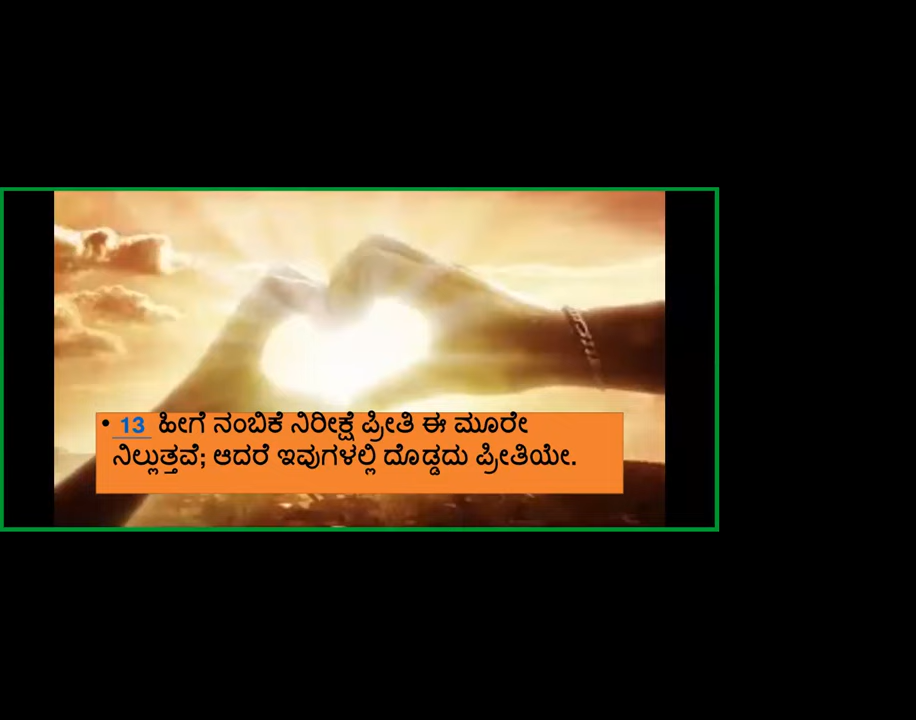 • 13 ಹೀಗೆ ನಂಬಿಕೆ ನಿರೀಕ್ಷೆ ಪ್ರೀತಿ ಈ ಮೂರೇ
ನಿಲ್ಲುತ್ತವೆ; ಆದರೆ ಇವುಗಳಲ್ಲಿ ದೊಡ್ಡದು ಪ್ರೀತಿಯೇ.